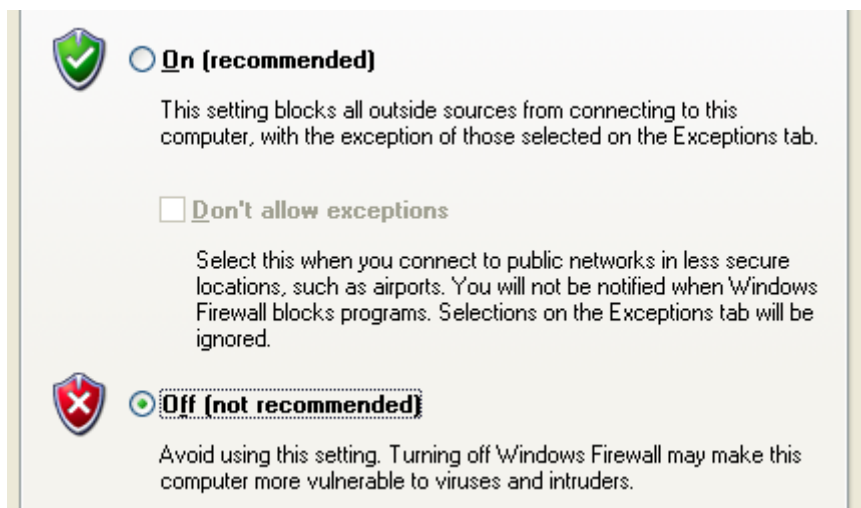 On (recommended)
This setting blocks all outside sources from connecting to this
computer, with the exception of those selected on the Exceptions tab.
Don't allow exceptions
Select this when you connect to public networks in less secure
locations, such as airports. You will not be notified when Windows
Firewall blocks programs. Selections on the Exceptions tab will be
ignored.
Off (not recommended)
Avoid using this setting. Turning off Windows Firewall may make this
computer more vulnerable to viruses and intruders.